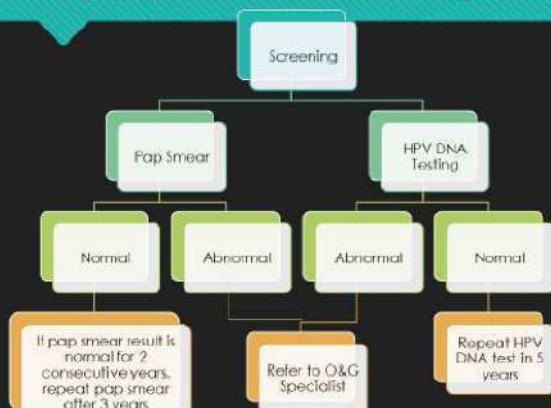 Screening
Pap Smear
HPV DNA
Testing
Normal
Abnormal
Abnormal
Normal
If pap smear result is
normal for 2
consecutive years,
repeat pap smear
after 3 years
Refer to O&G
Specialist
Repeat HPV
DNA test in 5
years